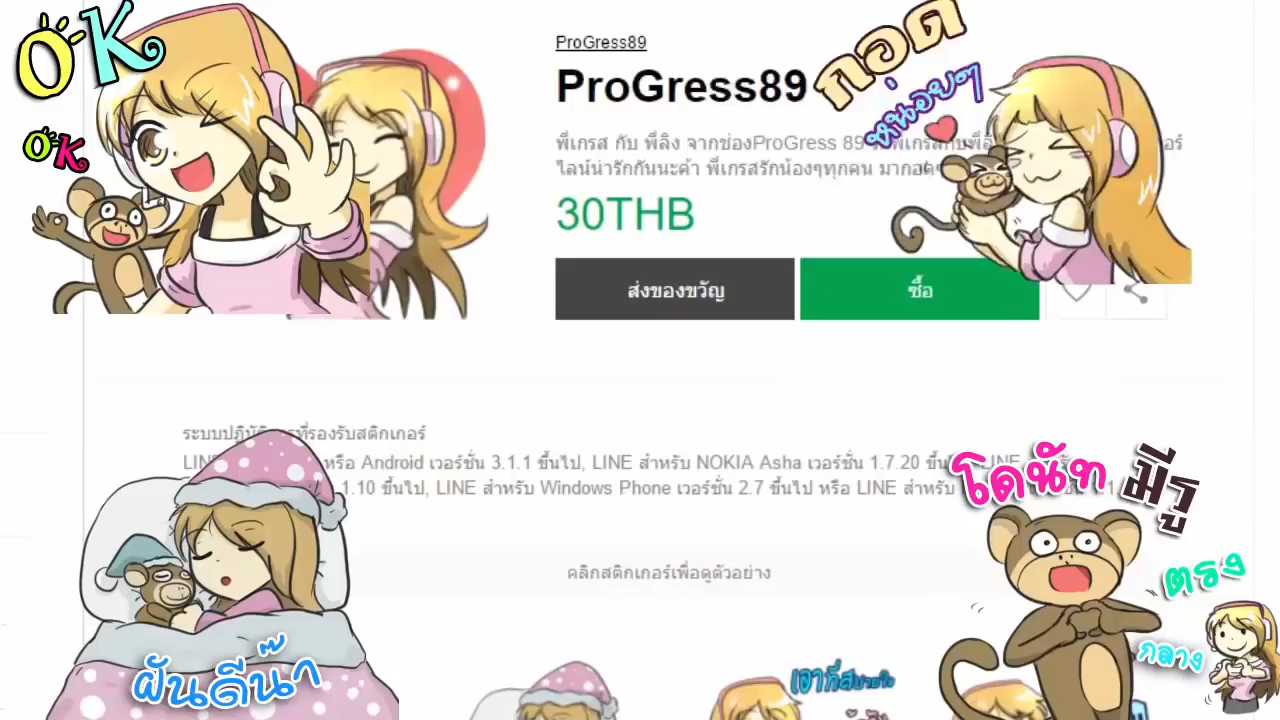 OK
OK
ProGress89
ProGress89
กอด
หน่อยๆ
พี่เกรส กับ พี่ลิง จากช่องProGress 89
ไลน์น่ารักกันนะค้า พี่เกรสรักน้องๆทุกคน มากอดๆ
30THB
ส่งของขวัญ
ซื้อ
ระบบปฏิบัติการที่รองรับสติกเกอร์
หรือ Android เวอร์ชั่น 3.1.1 ขึ้นไป, LINE สำหรับ NOKIA Asha เวอร์ชั่น 1.7.20
1.10 ขึ้นไป, LINE สำหรับ Windows Phone เวอร์ชั่น 2.7 ขึ้นไป หรือ LINE สำหรับ
โดนัท มีรู
ตรง
กลาง
คลิกสติกเกอร์เพื่อดูตัวอย่าง
ฝันดีน๊า